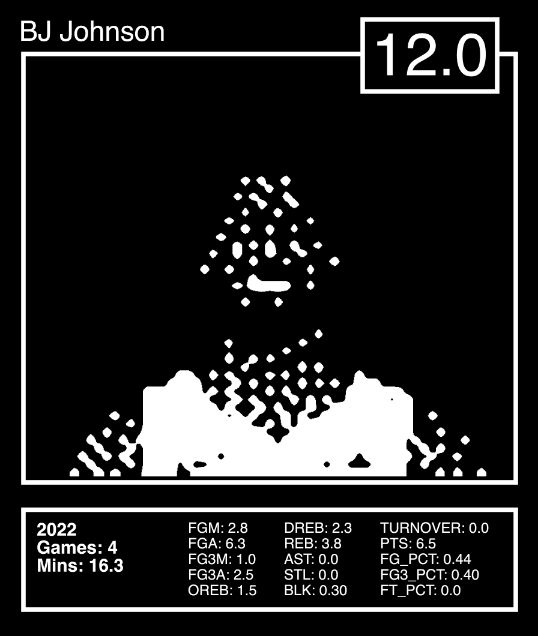 BJ Johnson
12.0
2022
Games: 4
Mins: 16.3
FGM: 2.8
FGA: 6.3
FG3M: 1.0
FG3A: 2.5
OREB: 1.5
DREB: 2.3
REB: 3.8
AST: 0.0
STL: 0.0
BLK: 0.30
TURNOVER: 0.0
PTS: 6.5
FG_PCT: 0.44
FG3_PCT: 0.40
FT_PCT: 0.0